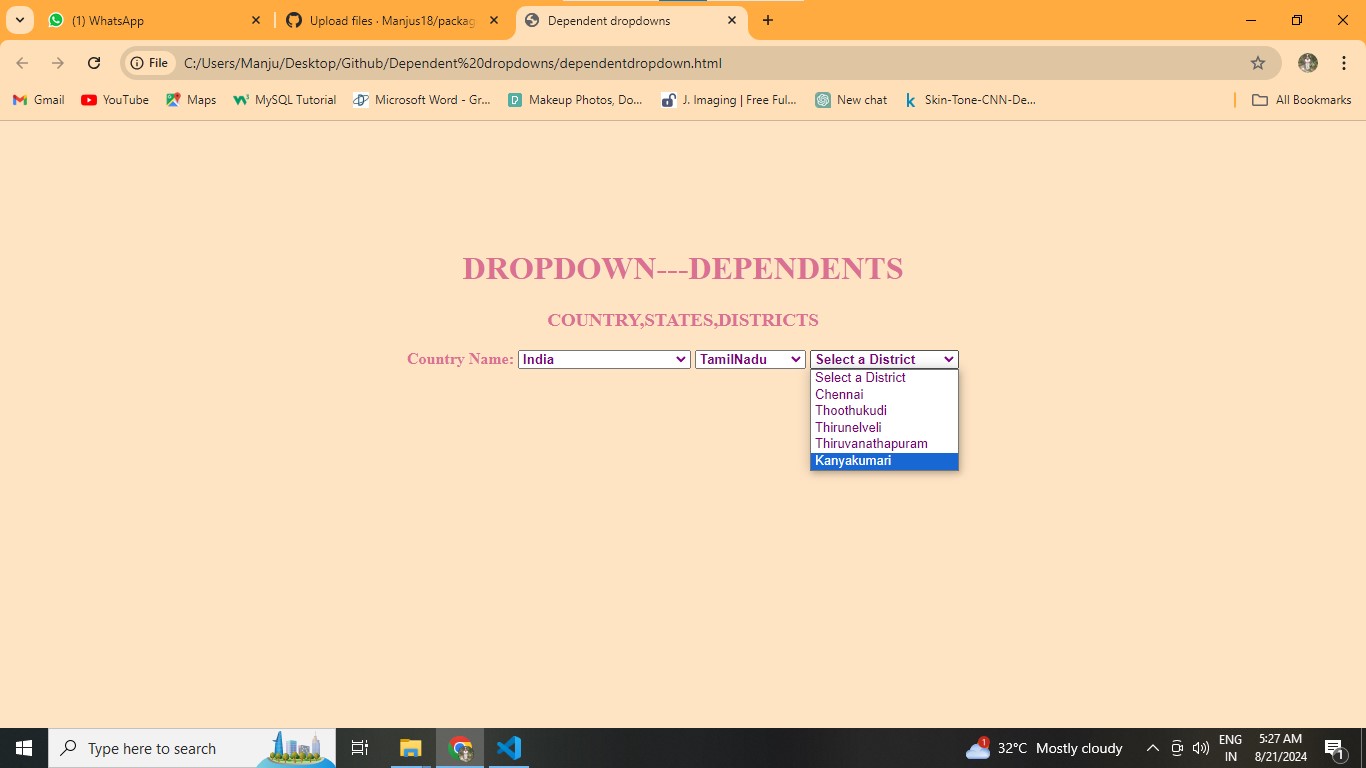 (1) WhatsApp
Upload files · Manjus18/packag
Dependent dropdowns
File
C:/Users/Manju/Desktop/Github/Dependent%20dropdowns/dependentdropdown.html
Gmail
YouTube
Maps
MySQL Tutorial
Microsoft Word - Gr...
Makeup Photos, Do...
J. Imaging | Free Ful...
New chat
Skin-Tone-CNN-De...
All Bookmarks
DROPDOWN---DEPENDENTS
COUNTRY,STATES,DISTRICTS
Country Name: India TamilNadu Select a District
Select a District
Chennai
Thoothukudi
Thirunelveli
Thiruvanathapuram
Kanyakumari
Type here to search
1
32°C Mostly cloudy
ENG
IN
5:27 AM
8/21/2024
1